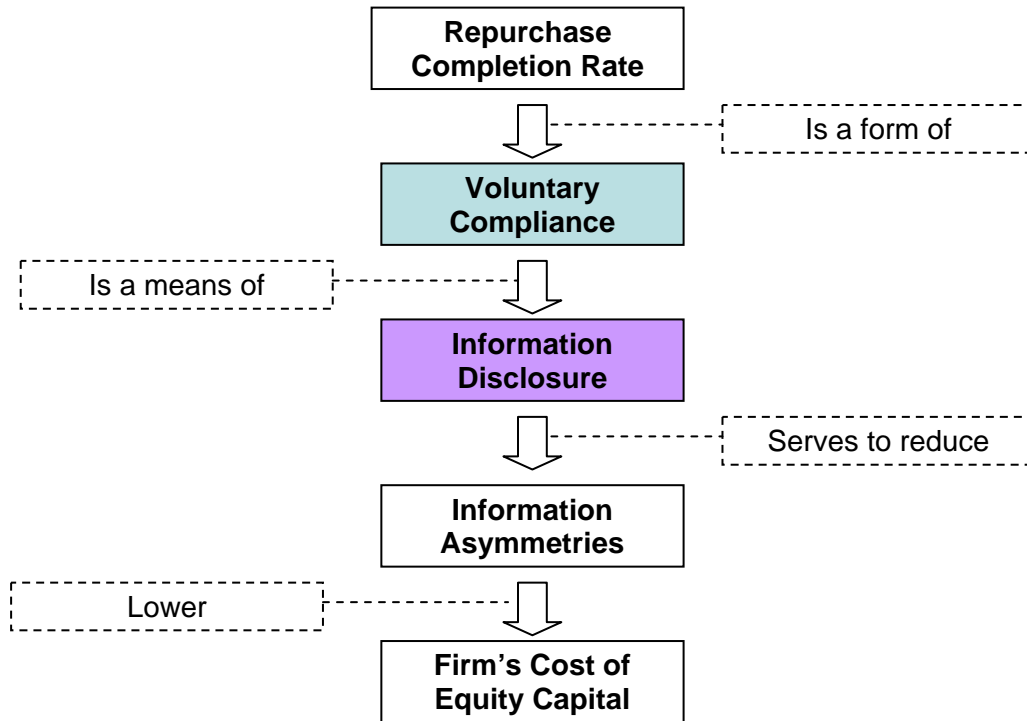 Repurchase
Completion Rate
Is a form of
Voluntary
Compliance
Is a means of
Information
Disclosure
Serves to reduce
Information
Asymmetries
Lower
Firm’s Cost of
Equity Capital